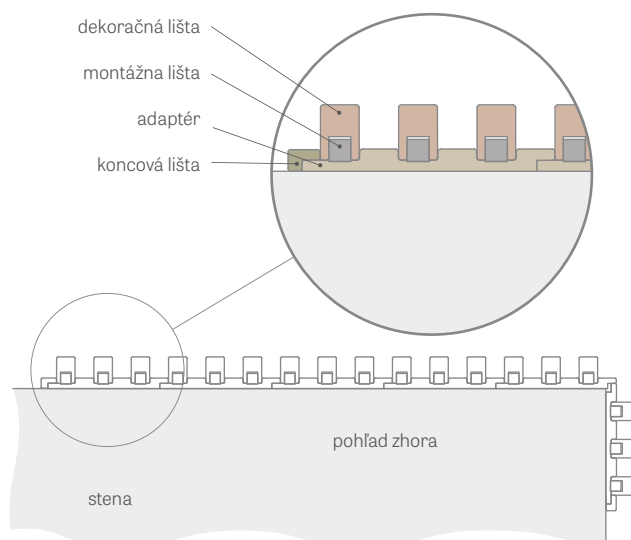 dekoračná lišta
montážna lišta
adaptér
koncová lišta
pohľad zhora
stena